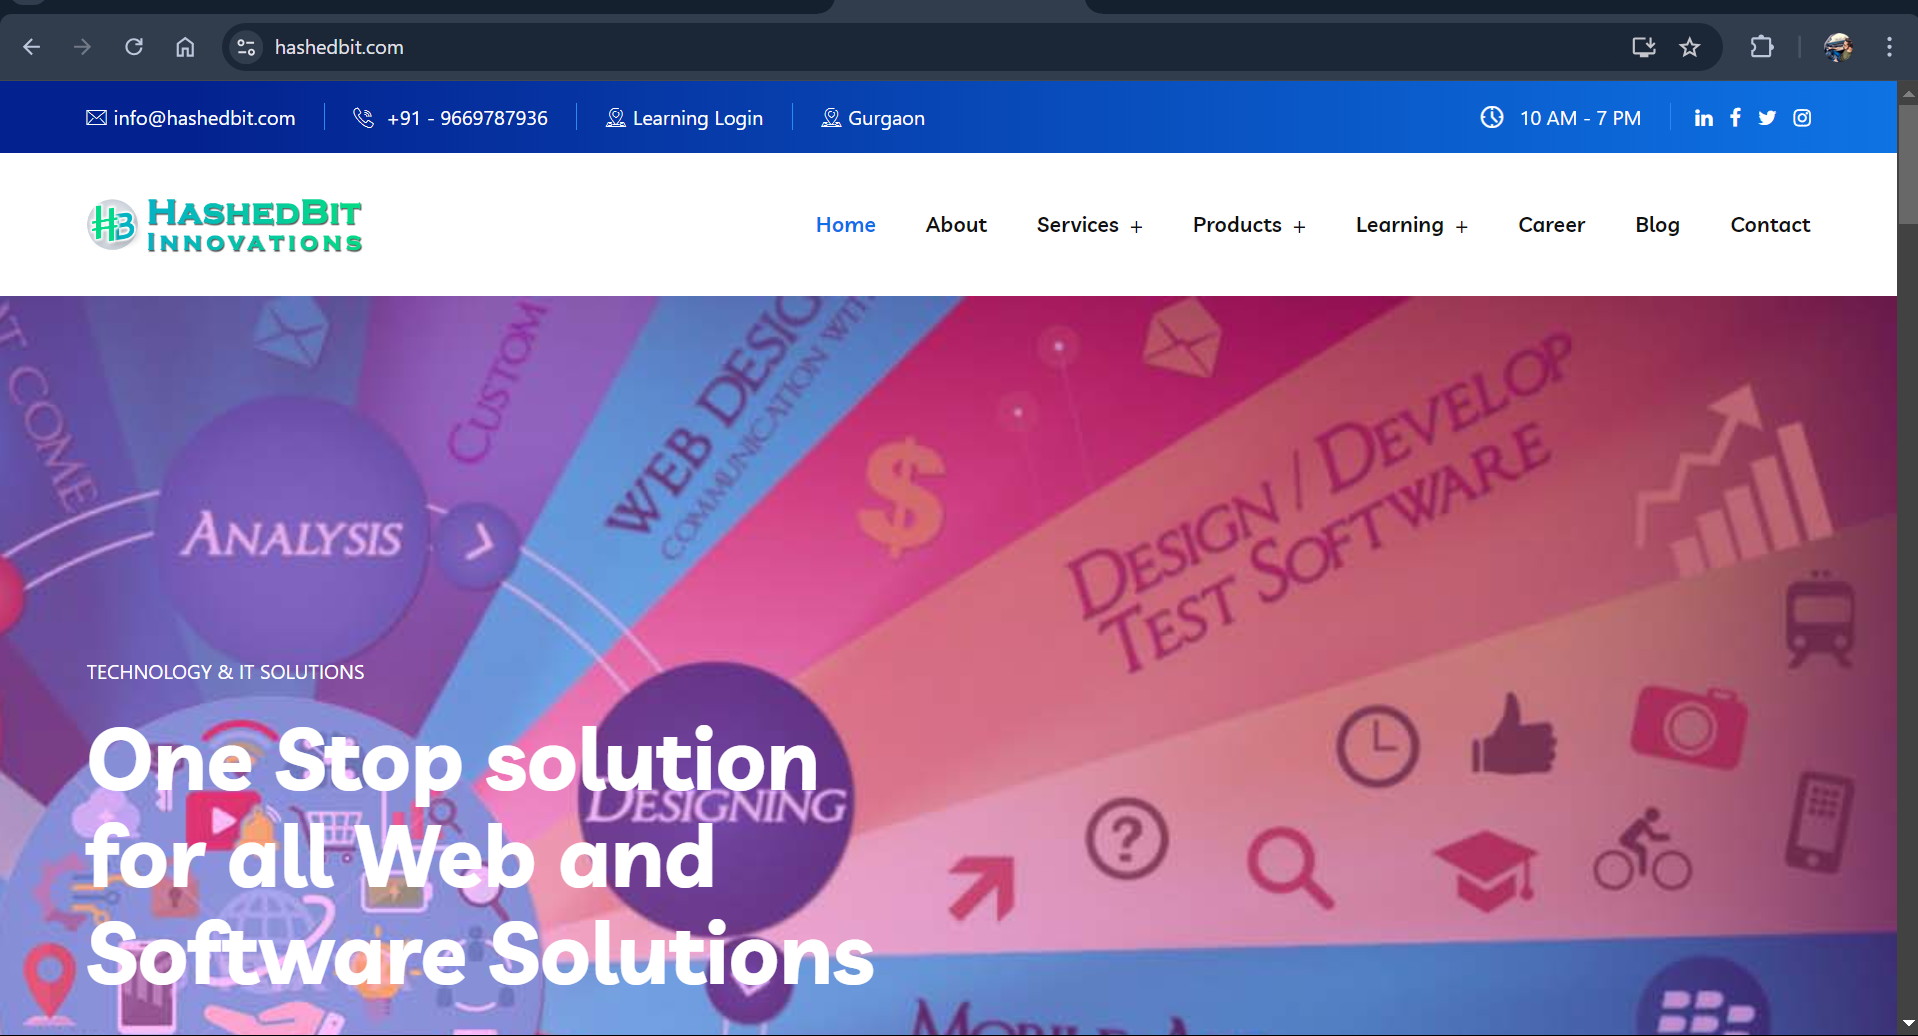 hashedbit.com
info@hashedbit.com
+91 - 9669787936
Learning Login
Gurgaon
10 AM - 7 PM
HB HASHEDBIT
INNOVATIONS
Home
About
Services +
Products +
Learning +
Career
Blog
Contact
COME
CUSTOM
WEB DESIGN
COMMUNICATION WIT
DESIGN / DEVELOP
TEST SOFTWARE
ANALYSIS
TECHNOLOGY & IT SOLUTIONS
One Stop solution
DESIGNING
for all Web and
Software Solutions
MOBILE A